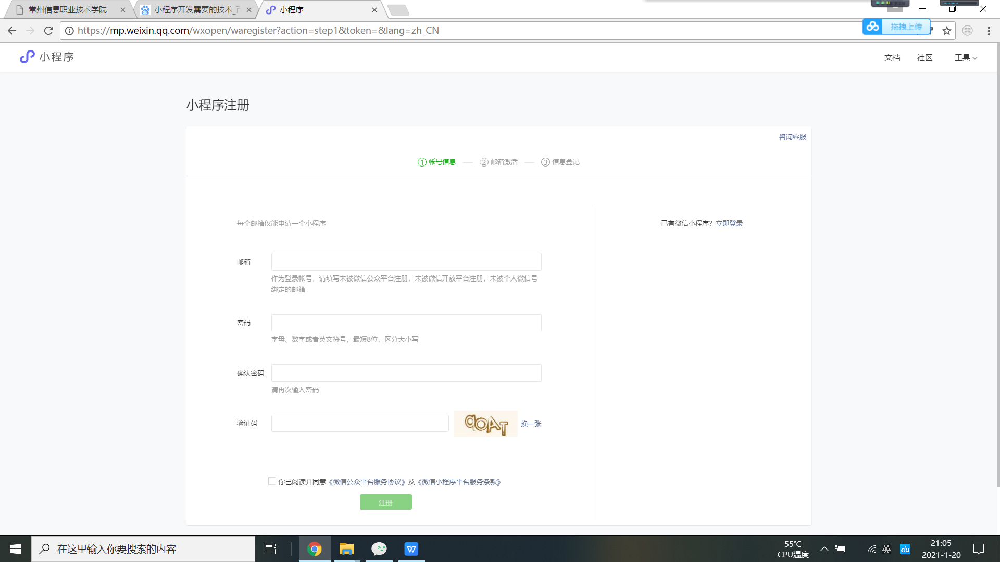 常州信息职业技术学院
小程序开发需要的技术_
小程序
https://mp.weixin.qq.com/wxopen/waregister?action=step1&token=&lang=zh_CN
拖拽上传
小程序
文档
社区
工具
小程序注册
咨询客服
1 帐号信息
2 邮箱激活
3 信息登记
每个邮箱仅能申请一个小程序
已有微信小程序？立即登录
邮箱
作为登录帐号，请填写未被微信公众平台注册，未被微信开放平台注册，未被个人微信号
绑定的邮箱
密码
字母、数字或者英文符号，最短8位，区分大小写
确认密码
请再次输入密码
验证码
换一张
你已阅读并同意《微信公众平台服务协议》及《微信小程序平台服务条款》
注册
在这里输入你要搜索的内容
55℃
CPU温度
英
du
21:05
2021-1-20